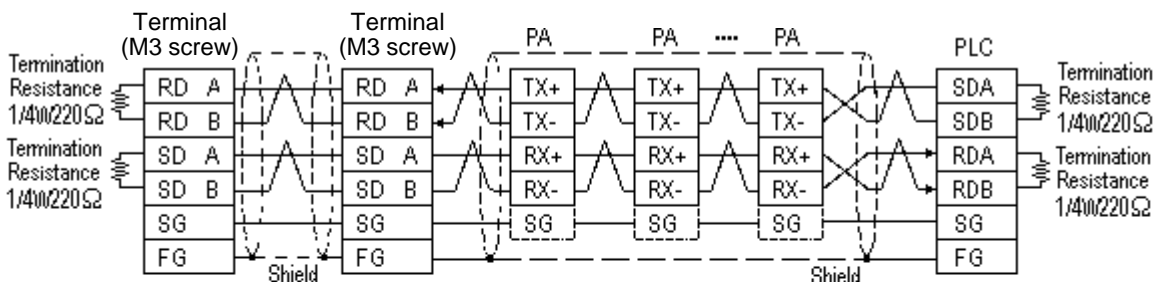 Terminal
(M3 screw)
Terminal
(M3 screw)
PA
PA
....
PA
PLC
Termination
Resistance
1/4W220Ω
Termination
Resistance
1/4W220Ω
RD A
RD B
SD A
SD B
SG
FG
RD A
RD B
SD A
SD B
SG
FG
TX+
TX-
RX+
RX-
SG
TX+
TX-
RX+
RX-
SG
TX+
TX-
RX+
RX-
SG
SDA
SDB
RDA
RDB
SG
FG
Termination
Resistance
1/4W220Ω
Termination
Resistance
1/4W220Ω
Shield
Shield